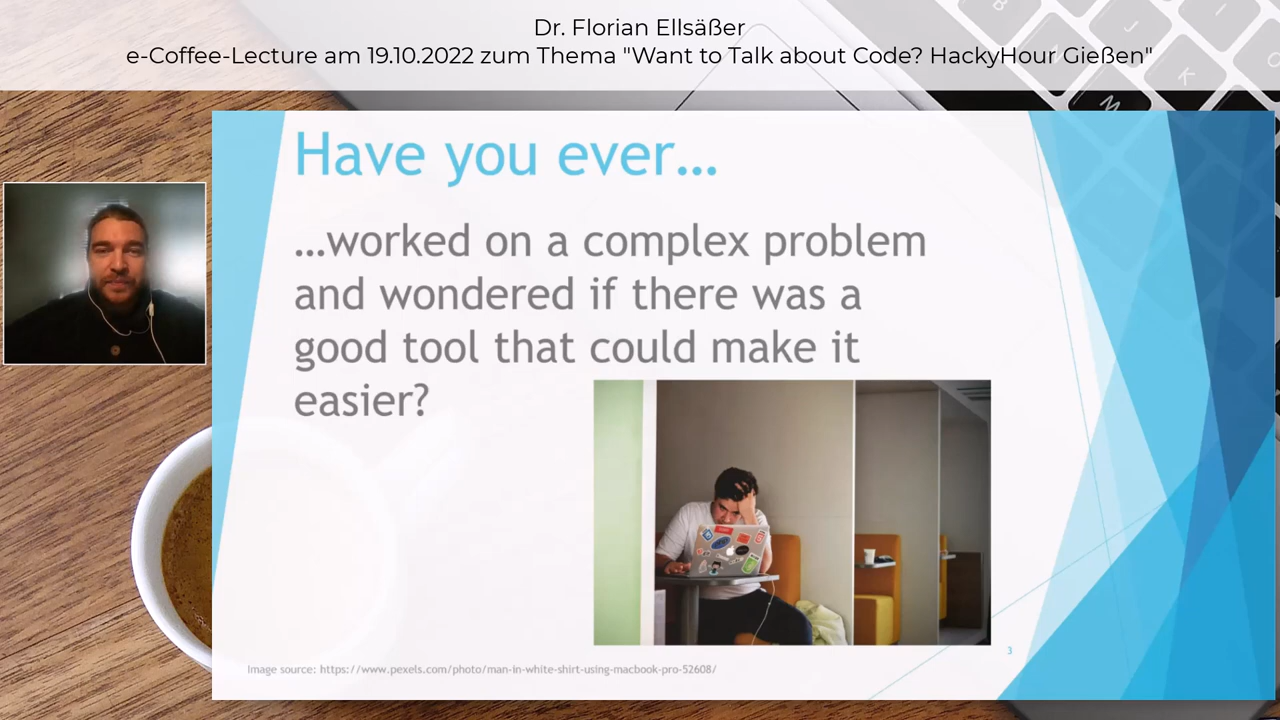 Dr. Florian Ellsäßer
e-Coffee-Lecture am 19.10.2022 zum Thema "Want to Talk about Code? HackyHour Gießen"
Have you ever...
...worked on a complex problem
and wondered if there was a
good tool that could make it
easier?
3
Image source: https://www.pexels.com/photo/man-in-white-shirt-using-macbook-pro-52608/